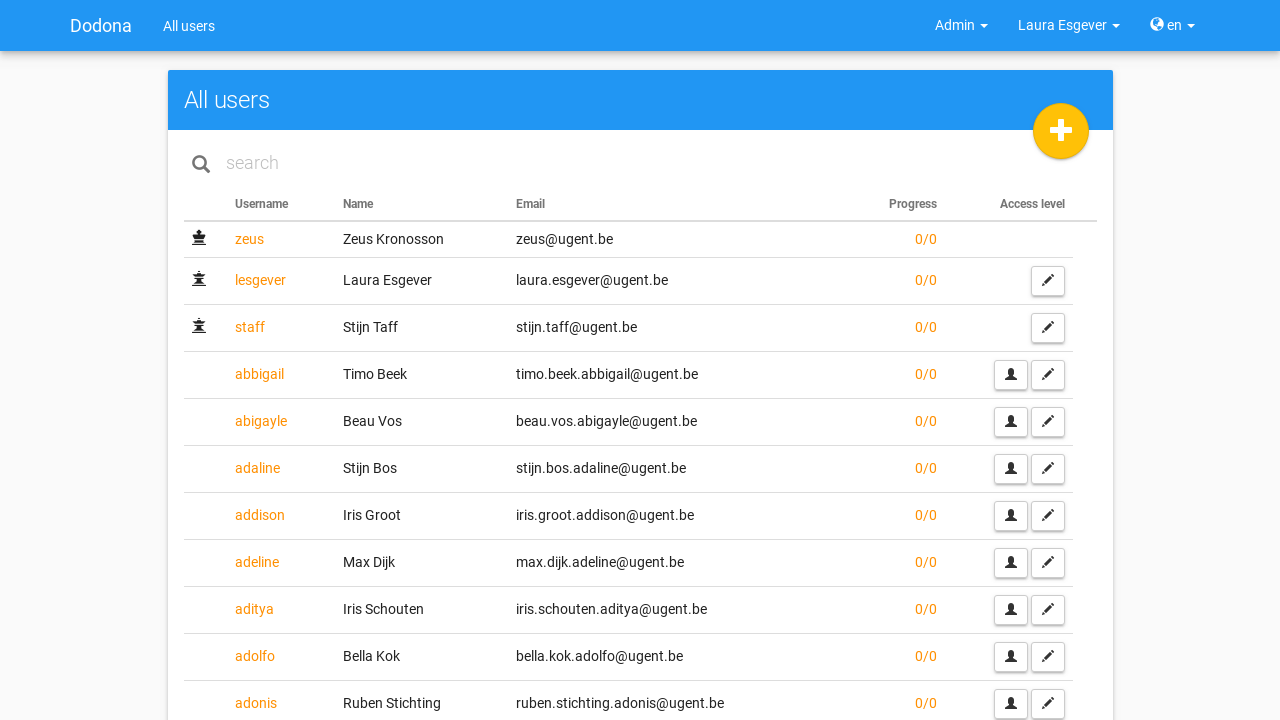 Dodona All users Admin Laura Esgever en
All users
search
Username Name Email Progress Access level
zeus Zeus Kronosson zeus@ugent.be 0/0
lesgever Laura Esgever laura.esgever@ugent.be 0/0
staff Stijn Taff stijn.taff@ugent.be 0/0
abbigail Timo Beek timo.beek.abbigail@ugent.be 0/0
abigayle Beau Vos beau.vos.abigayle@ugent.be 0/0
adaline Stijn Bos stijn.bos.adaline@ugent.be 0/0
addison Iris Groot iris.groot.addison@ugent.be 0/0
adeline Max Dijk max.dijk.adeline@ugent.be 0/0
aditya Iris Schouten iris.schouten.aditya@ugent.be 0/0
adolfo Bella Kok bella.kok.adolfo@ugent.be 0/0
adonis Ruben Stichting ruben.stichting.adonis@ugent.be 0/0